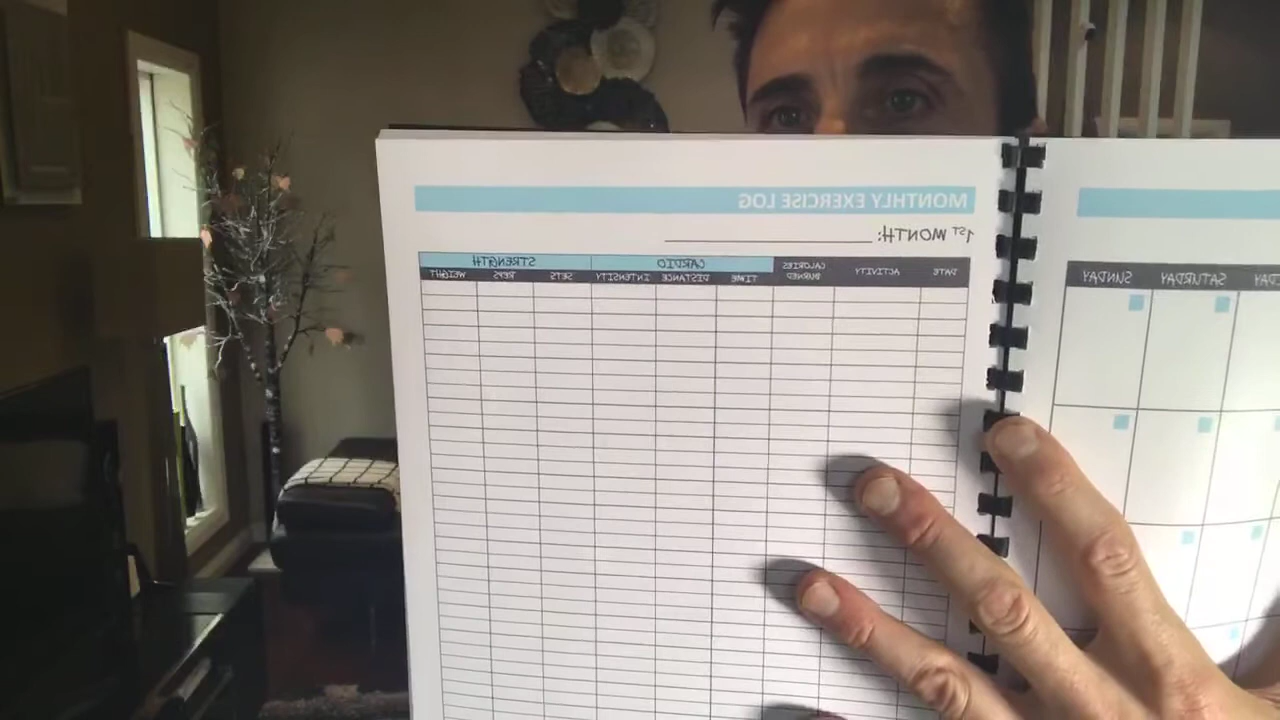 MONTHLY EXERCISE LOG
1ST MONTH:
DATE ACTIVITY CALORIES BURNED CARDIO STRENGTH
TIME DISTANCE INTENSITY SETS REPS WEIGHT
SATURDAY SUNDAY